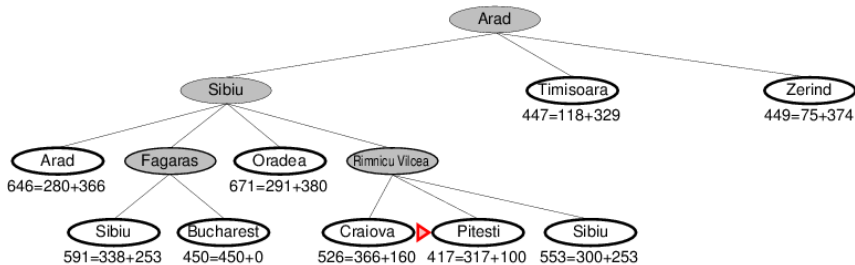 Arad
Sibiu
Timisoara
Zerind
447=118+329
449=75+374
Arad
Fagaras
Oradea
Rimnicu Vilcea
646=280+366
671=291+380
Sibiu
Bucharest
Craiova
Pitesti
Sibiu
591=338+253
450=450+0
526=366+160
417=317+100
553=300+253